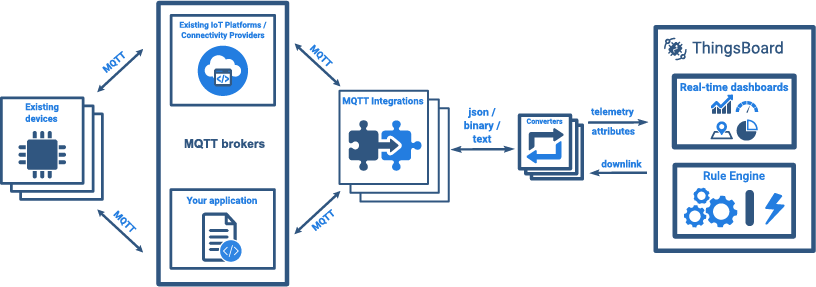 Existing
devices
MQTT
MQTT
Existing IoT Platforms /
Connectivity Providers
MQTT brokers
Your application
MQTT
MQTT
MQTT Integrations
json /
binary /
text
Converters
telemetry
attributes
downlink
ThingsBoard
Real-time dashboards
Rule Engine